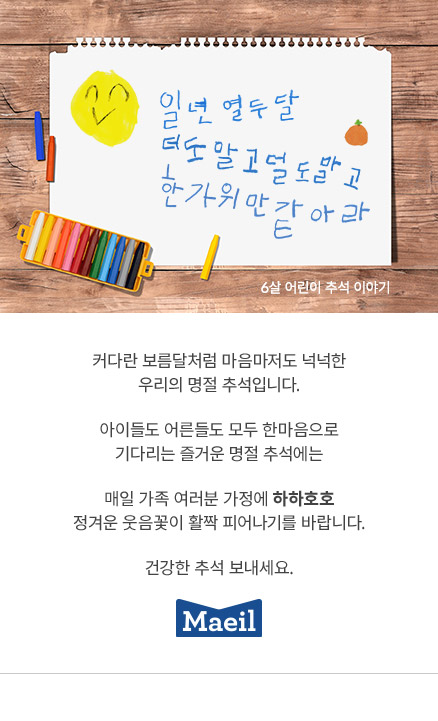 일년 열두달
더도 말고 덜도 말고
한가위만 같아라
6살 어린이 추석 이야기
커다란 보름달처럼 마음마저도 넉넉한
우리의 명절 추석입니다.
아이들도 어른들도 모두 한마음으로
기다리는 즐거운 명절 추석에는
매일 가족 여러분 가정에 하하호호
정겨운 웃음꽃이 활짝 피어나기를 바랍니다.
건강한 추석 보내세요.
Maeil